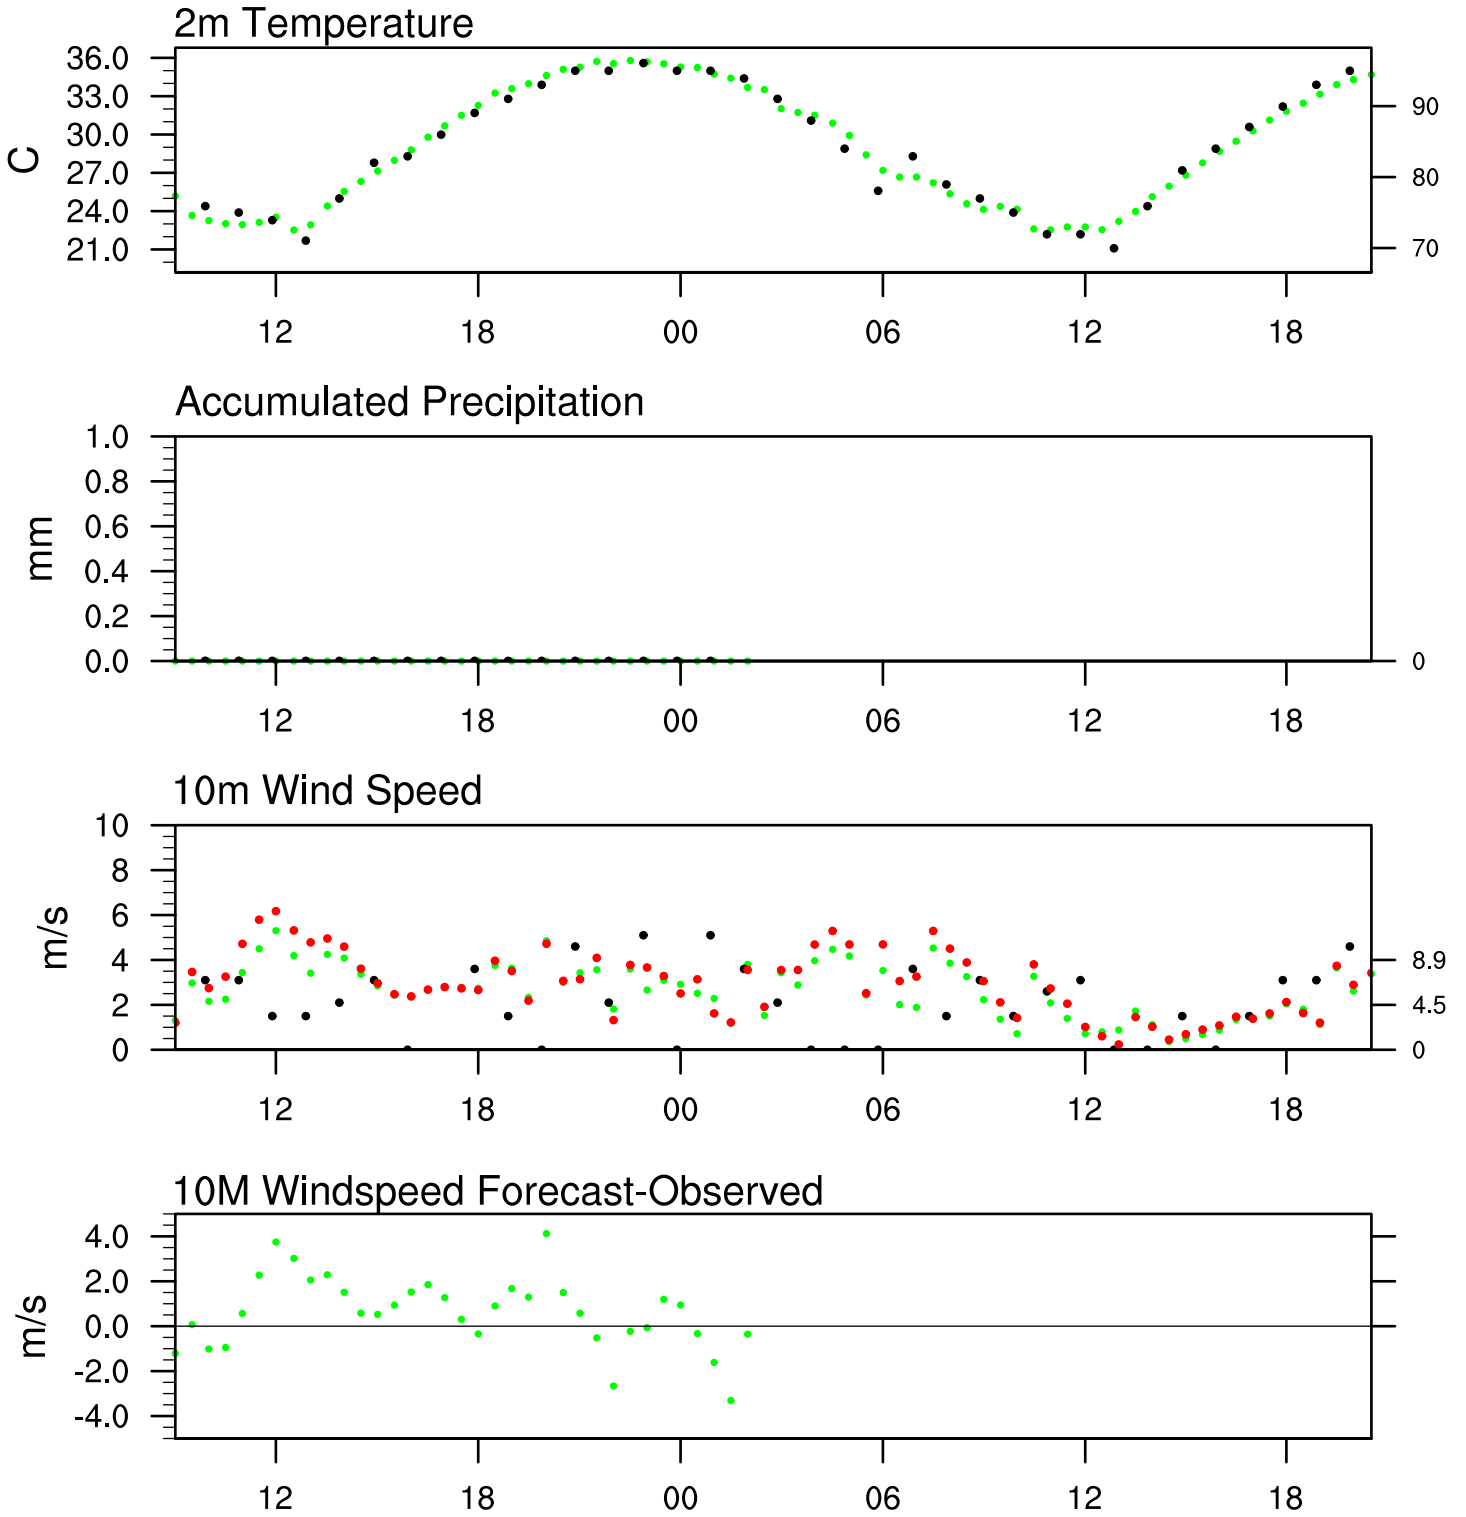 2m Temperature
36.0
33.0
30.0
27.0
24.0
21.0
C
90
80
70
12 18 00 06 12 18
Accumulated Precipitation
1.0
0.8
0.6
0.4
0.2
0.0
mm
0
12 18 00 06 12 18
10m Wind Speed
10
8
6
4
2
0
m/s
8.9
4.5
0
12 18 00 06 12 18
10M Windspeed Forecast-Observed
4.0
2.0
0.0
-2.0
-4.0
m/s
12 18 00 06 12 18